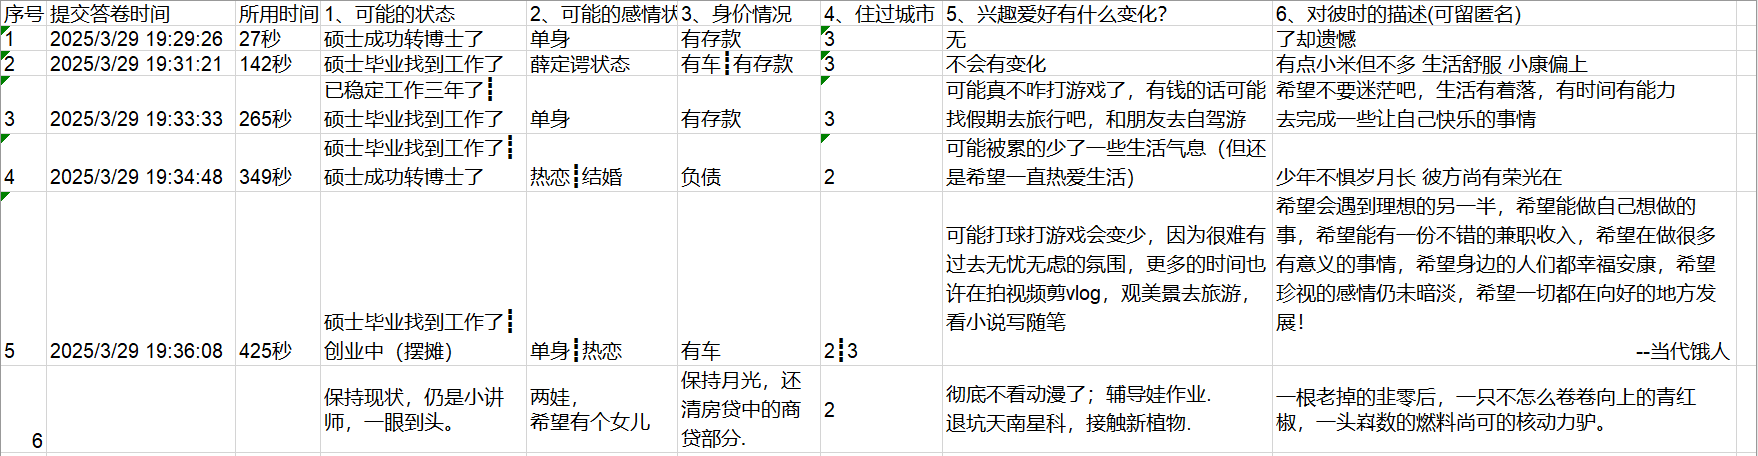 序号 提交答卷时间 所用时间 1、可能的状态 2、可能的感情状 3、身价情况 4、住过城市 5、兴趣爱好有什么变化？ 6、对彼时的描述(可留匿名)
1 2025/3/29 19:29:26 27秒 硕士成功转博士了 单身 有存款 3 无 了却遗憾
2 2025/3/29 19:31:21 142秒 硕士毕业找到工作了 薛定谔状态 有车┋有存款 3 不会有变化 有点小米但不多 生活舒服 小康偏上
3 2025/3/29 19:33:33 265秒
已稳定工作三年了┋
硕士毕业找到工作了
单身 有存款 3
可能真不咋打游戏了，有钱的话可能
找假期去旅行吧，和朋友去自驾游
希望不要迷茫吧，生活有着落，有时间有能力
去完成一些让自己快乐的事情
4 2025/3/29 19:34:48 349秒
硕士毕业找到工作了┋
硕士成功转博士了
热恋┋结婚 负债 2
可能被累的少了一些生活气息（但还
是希望一直热爱生活）
少年不惧岁月长 彼方尚有荣光在
5 2025/3/29 19:36:08 425秒
硕士毕业找到工作了┋
创业中（摆摊）
单身┋热恋 有车 2┋3
可能打球打游戏会变少，因为很难有
过去无忧无虑的氛围，更多的时间也
许在拍视频剪vlog，观美景去旅游，
看小说写随笔
希望会遇到理想的另一半，希望能做自己想做的
事，希望能有一份不错的兼职收入，希望在做很多
有意义的事情，希望身边的人们都幸福安康，希望
珍视的感情仍未暗淡，希望一切都在向好的地方发
展！
--当代饿人
6
保持现状，仍是小讲
师，一眼到头。
两娃，
希望有个女儿
保持月光，还
清房贷中的商
贷部分.
2
彻底不看动漫了；辅导娃作业.
退坑天南星科，接触新植物.
一根老掉的韭零后，一只不怎么卷卷向上的青红
椒，一头嵙数的燃料尚可的核动力驴。